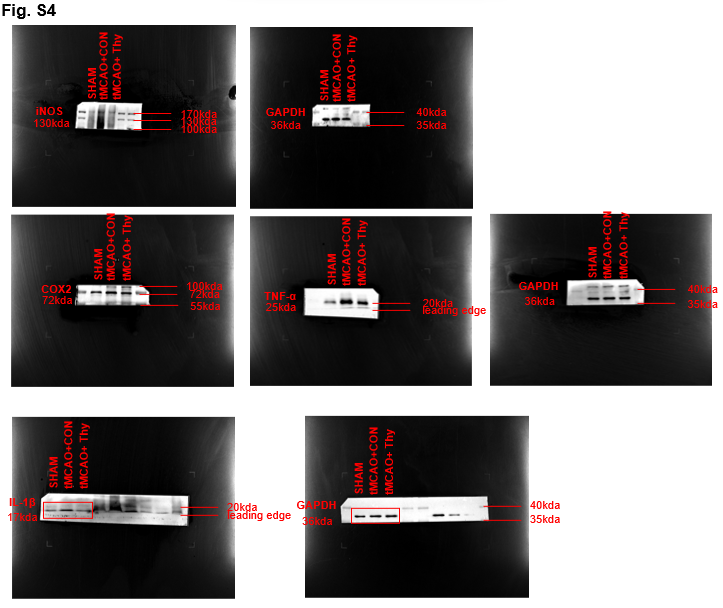 Fig. S4
SHAM
tMCAO+CON
tMCAO+ Thy
iNOS
130kda
170kda
130kda
100kda
SHAM
tMCAO+CON
tMCAO+ Thy
GAPDH
36kda
40kda
35kda
SHAM
tMCAO+CON
tMCAO+ Thy
COX2
72kda
100kda
72kda
55kda
SHAM
tMCAO+CON
tMCAO+ Thy
TNF-α
25kda
20kda
leading edge
SHAM
tMCAO+CON
tMCAO+ Thy
GAPDH
36kda
40kda
35kda
SHAM
tMCAO+CON
tMCAO+ Thy
IL-1β
17kda
20kda
leading edge
SHAM
tMCAO+CON
tMCAO+ Thy
GAPDH
36kda
40kda
35kda